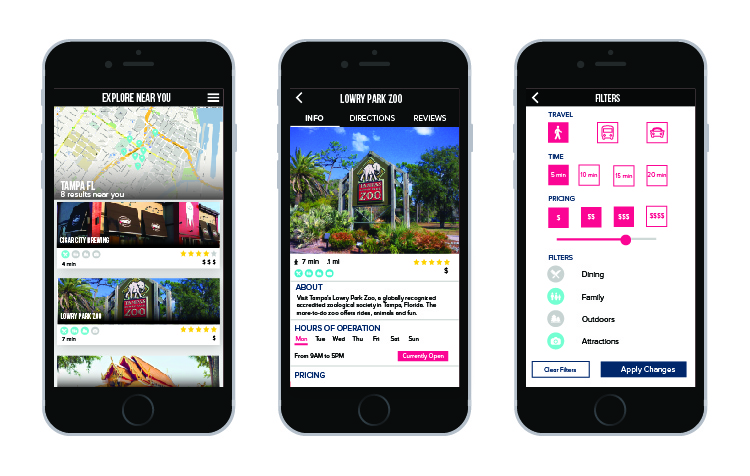 EXPLORE NEAR YOU
TAMPA FL
8 results near you
CIGAR CITY BREWING
4 min
$ $ $
TAMPA'S
ZOO
LOWRY PARK ZOO
7 min
$
LOWRY PARK ZOO
INFO DIRECTIONS REVIEWS
TAMPA'S
ZOO
7 min .1 mi
$
ABOUT
Visit Tampa's Lowry Park Zoo, a globally recognized
accredited zoological society in Tampa, Florida. The
more-to-do zoo offers rides, animals and fun.
HOURS OF OPERATION
Mon Tue Wed Thu Fri Sat Sun
From 9AM to 5PM Currently Open
PRICING
FILTERS
TRAVEL
TIME
5 min 10 min 15 min 20 min
PRICING
$ $$ $$$ $$$$
FILTERS
Dining
Family
Outdoors
Attractions
Clear Filters Apply Changes